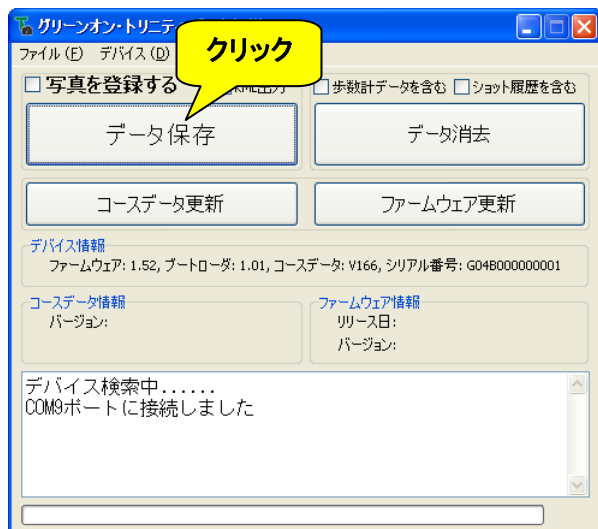 グリーンオン・トリニティ
クリック
ファイル(F) デバイス(D)
写真を登録する
歩数計データを含む ショット履歴を含む
データ保存 データ消去
コースデータ更新 ファームウェア更新
デバイス情報
ファームウェア: 1.52, ブートローダ: 1.01, コースデータ: V166, シリアル番号: G04B000000001
コースデータ情報 ファームウェア情報
バージョン: リリース日:
バージョン:
デバイス検索中......
COM9ポートに接続しました